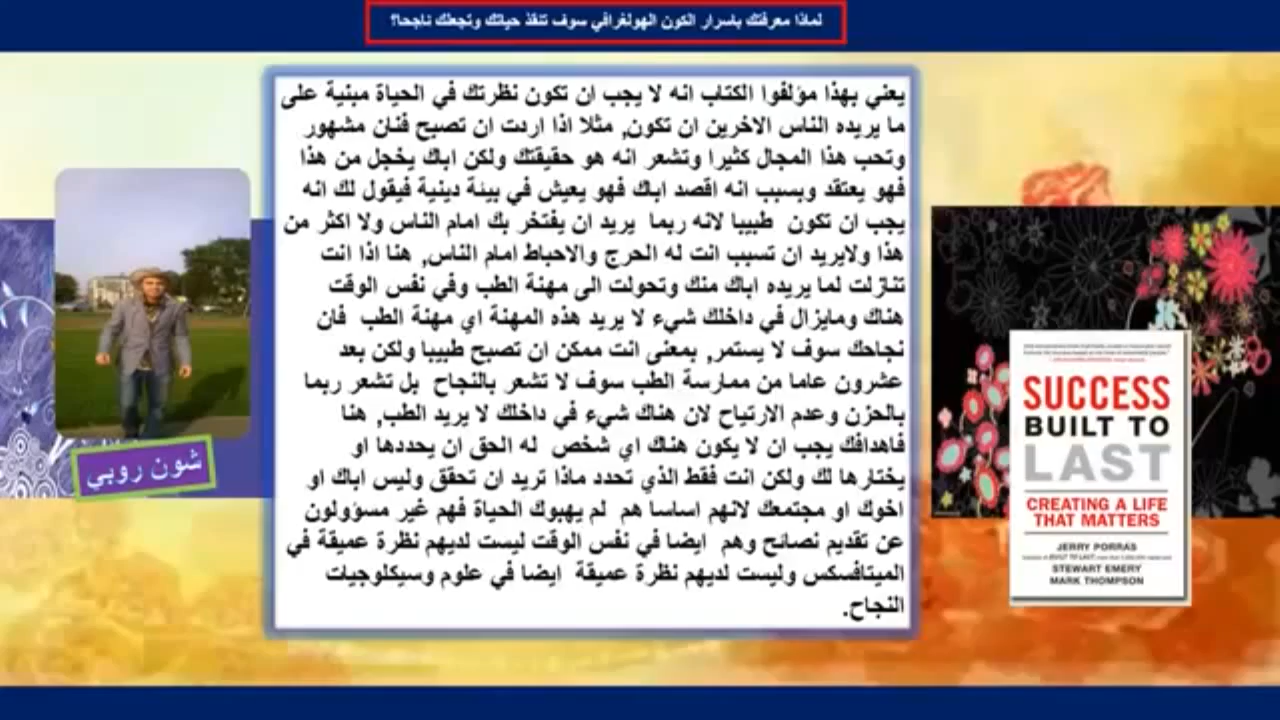 لماذا معرفتك باسرار الكون الهولغرافي سوف تنقذ حياتك وتجعلك ناجحا؟
يعني بهذا مؤلفوا الكتاب انه لا يجب ان تكون نظرتك في الحياة مبنية على
ما يريده الناس الاخرين ان تكون, مثلا اذا اردت ان تصبح فنان مشهور
وتحب هذا المجال كثيرا وتشعر انه هو حقيقتك ولكن اباك يخجل من هذا
فهو يعتقد وبسبب انه اقصد اباك فهو يعيش في بيئة دينية فيقول لك انه
يجب ان تكون طبيبا لانه ربما يريد ان يفتخر بك امام الناس ولا اكثر من
هذا ولايريد ان تسبب انت له الحرج والاحباط امام الناس, هنا اذا انت
تنازلت لما يريده اباك منك وتحولت الى مهنة الطب وفي نفس الوقت
هناك ومايزال في داخلك شيء لا يريد هذه المهنة اي مهنة الطب فان
نجاحك سوف لا يستمر, بمعنى انت ممكن ان تصبح طبيبا ولكن بعد
عشرون عاما من ممارسة الطب سوف لا تشعر بالنجاح بل تشعر ربما
بالحزن وعدم الارتياح لان هناك شيء في داخلك لا يريد الطب, هنا
فاهدافك يجب ان لا يكون هناك اي شخص له الحق ان يحددها او
يختارها لك ولكن انت فقط الذي تحدد ماذا تريد ان تحقق وليس اباك او
اخوك او مجتمعك لانهم اساسا هم لم يهبوك الحياة فهم غير مسؤولون
عن تقديم نصائح وهم ايضا في نفس الوقت ليست لديهم نظرة عميقة في
الميتافسكس وليست لديهم نظرة عميقة ايضا في علوم وسيكلوجيات
النجاح.
شون روبي
SUCCESS
BUILT TO
LAST
CREATING A LIFE
THAT MATTERS
JERRY PORRAS
STEWART EMERY
MARK THOMPSON